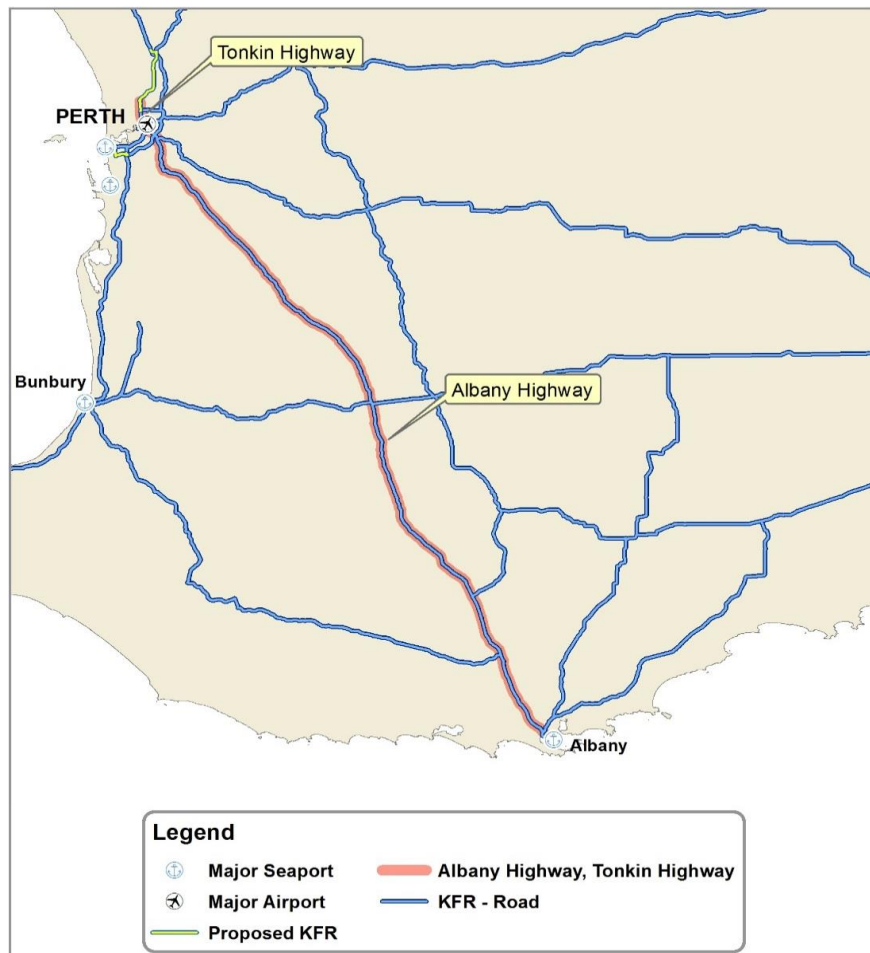 Tonkin Highway
PERTH
Bunbury
Albany Highway
Albany
Legend
Major Seaport
Albany Highway, Tonkin Highway
Major Airport
KFR - Road
Proposed KFR